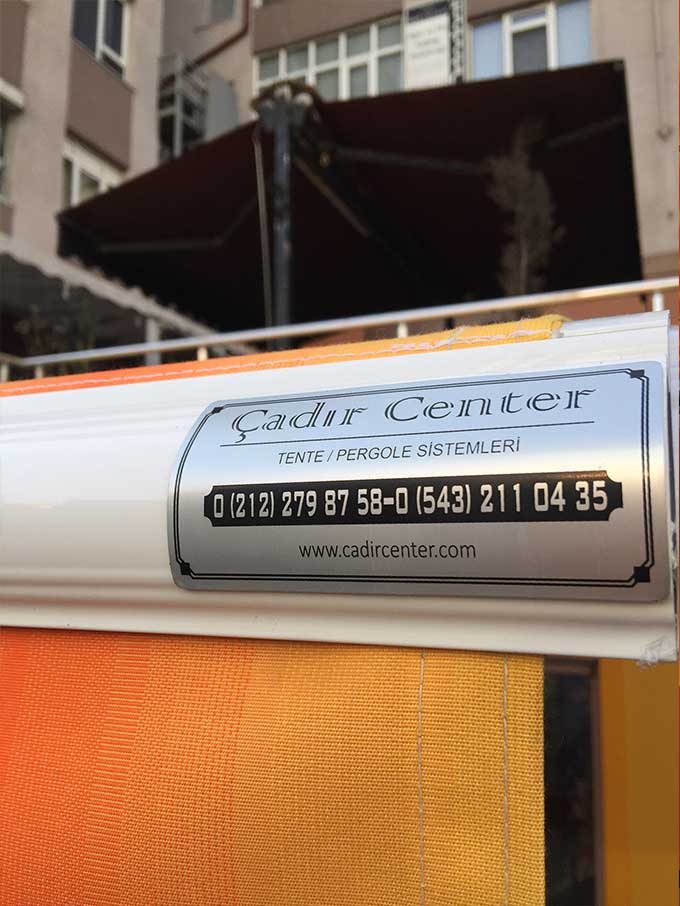 Çadır Center
TENTE / PERGOLE SİSTEMLERİ
0 (212) 279 87 58-0 (543) 211 04 35
www.cadircenter.com